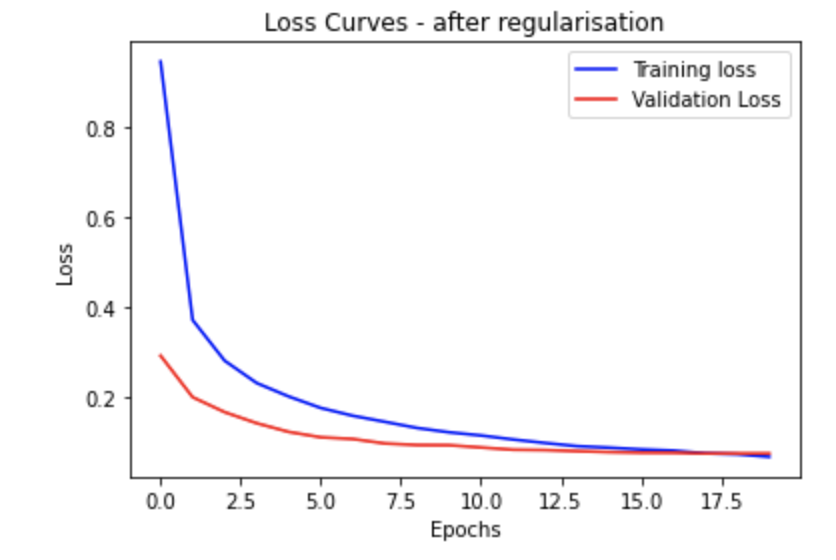 Loss Curves - after regularisation
Training loss
Validation Loss
0.8
0.6
0.4
0.2
Loss
0.0 2.5 5.0 7.5 10.0 12.5 15.0 17.5
Epochs